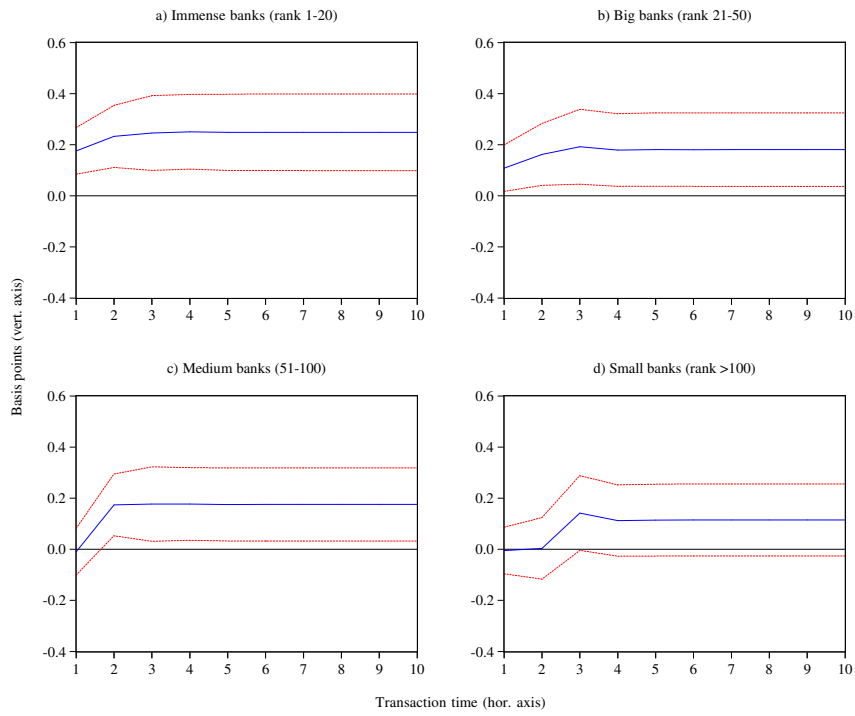 a) Immense banks (rank 1-20)
0.6
0.4
0.2
0.0
-0.2
-0.4
1 2 3 4 5 6 7 8 9 10
b) Big banks (rank 21-50)
0.6
0.4
0.2
0.0
-0.2
-0.4
1 2 3 4 5 6 7 8 9 10
Basis points (vert. axis)
c) Medium banks (51-100)
0.6
0.4
0.2
0.0
-0.2
-0.4
1 2 3 4 5 6 7 8 9 10
d) Small banks (rank >100)
0.6
0.4
0.2
0.0
-0.2
-0.4
1 2 3 4 5 6 7 8 9 10
Transaction time (hor. axis)